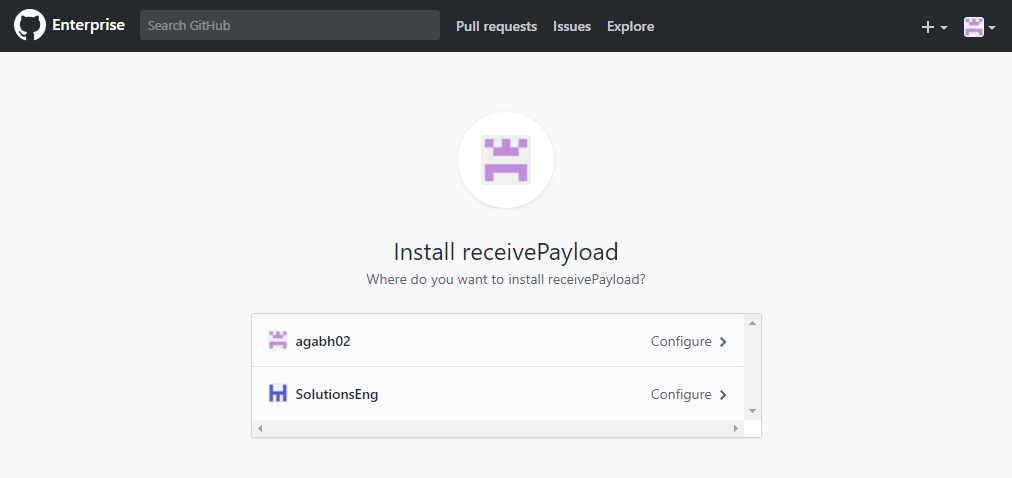 Enterprise Search GitHub Pull requests Issues Explore
Install receivePayload
Where do you want to install receivePayload?
agabh02 Configure
SolutionsEng Configure